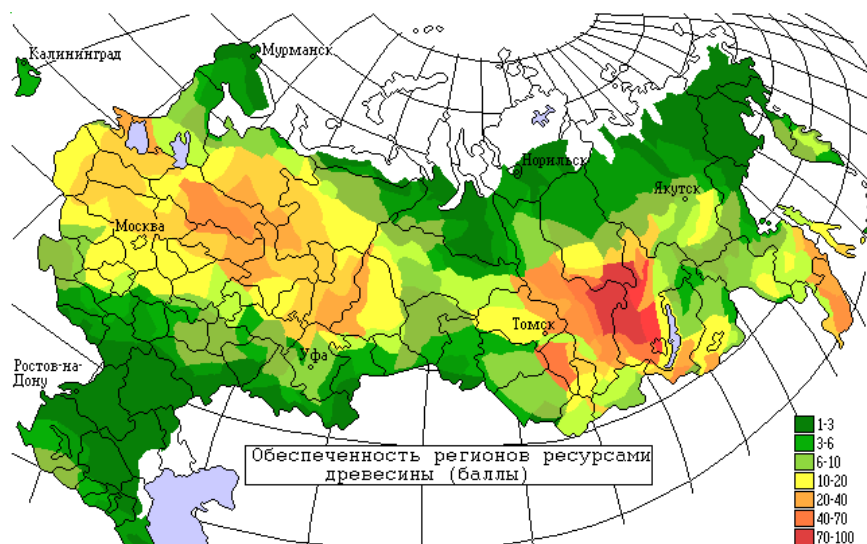 Калининград
Мурманск
Норильск
Якутск
Москва
Томск
Уфа
Ростов-на-
Дону
Обеспеченность регионов ресурсами
древесины (баллы)
1-3
3-6
6-10
10-20
20-40
40-70
70-100